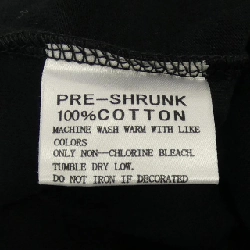 PRE-SHRUNK
100%COTTON
MACHINE WASH WARM WITH LIKE
COLORS
ONLY NON-CHLORINE BLEACH.
TUMBLE DRY LOW.
DO NOT IRON IF DECORATED